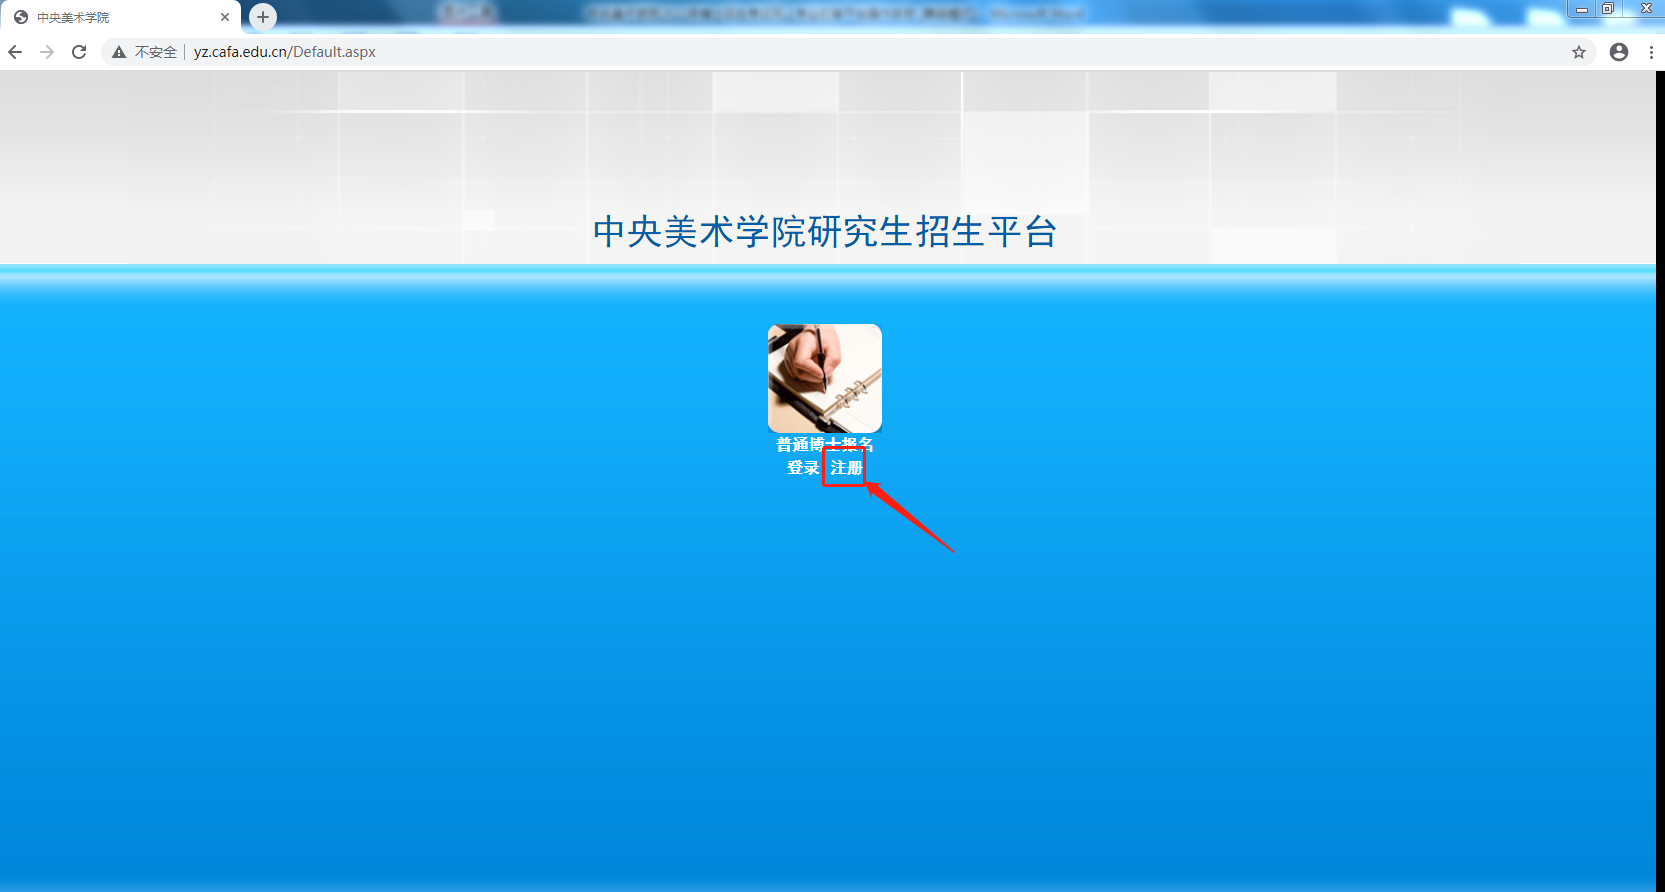 中央美术学院
不安全 yz.cafa.edu.cn/Default.aspx
中央美术学院研究生招生平台
普通博士报名
登录 注册